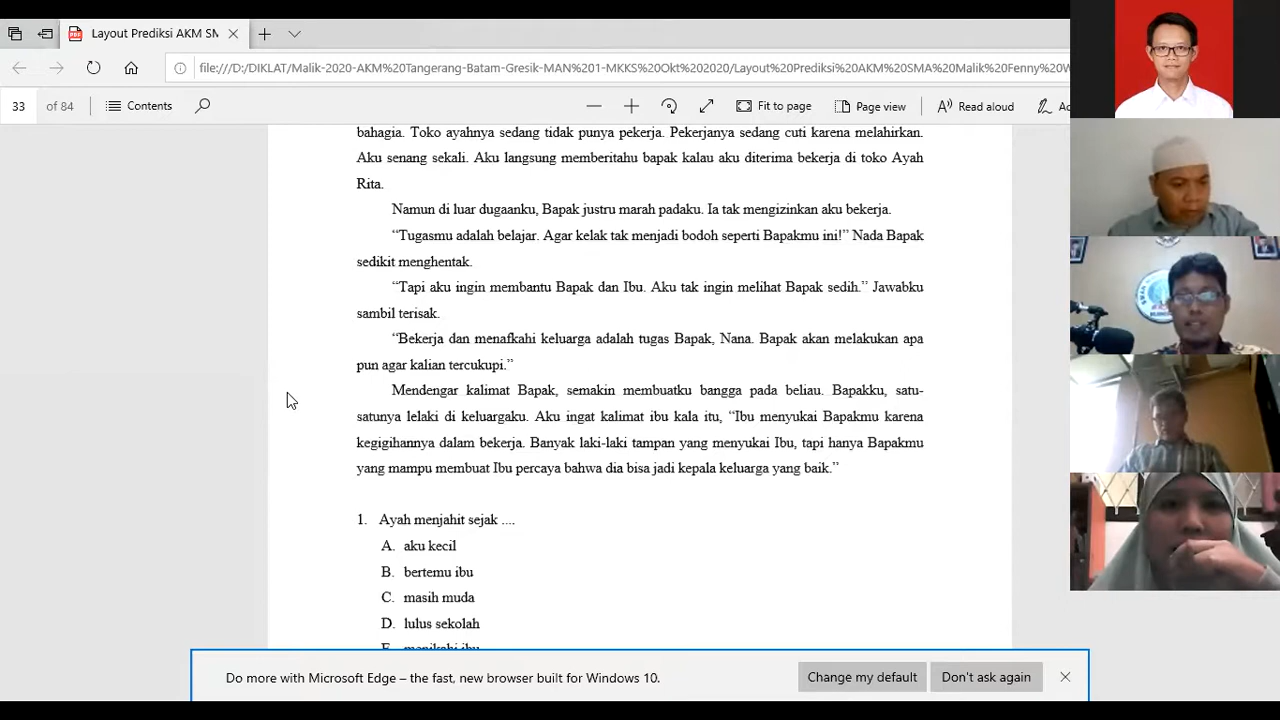 Layout Prediksi AKM SM
file:///D:/DIKLAT/Malik-2020-AKM%20Tangerang-Batam-Gresik-MAN%201-MKKS%20Okt%202020/Layout%20Prediksi%20AKM%20SMA%20Malik%20Fenny%20W
33 of 84 Contents Fit to page Page view Read aloud
bahagia. Toko ayahnya sedang tidak punya pekerja. Pekerjanya sedang cuti karena melahirkan.
Aku senang sekali. Aku langsung memberitahu bapak kalau aku diterima bekerja di toko Ayah
Rita.
Namun di luar dugaanku, Bapak justru marah padaku. Ia tak mengizinkan aku bekerja.
“Tugasmu adalah belajar. Agar kelak tak menjadi bodoh seperti Bapakmu ini!” Nada Bapak
sedikit menghentak.
“Tapi aku ingin membantu Bapak dan Ibu. Aku tak ingin melihat Bapak sedih.” Jawabku
sambil terisak.
“Bekerja dan menafkahi keluarga adalah tugas Bapak, Nana. Bapak akan melakukan apa
pun agar kalian tercukupi.”
Mendengar kalimat Bapak, semakin membuatku bangga pada beliau. Bapakku, satu-
satunya lelaki di keluargaku. Aku ingat kalimat ibu kala itu, “Ibu menyukai Bapakmu karena
kegigihannya dalam bekerja. Banyak laki-laki tampan yang menyukai Ibu, tapi hanya Bapakmu
yang mampu membuat Ibu percaya bahwa dia bisa jadi kepala keluarga yang baik.”
1. Ayah menjahit sejak ....
A. aku kecil
B. bertemu ibu
C. masih muda
D. lulus sekolah
E. menikahi ibu
Do more with Microsoft Edge – the fast, new browser built for Windows 10.
Change my default
Don't ask again